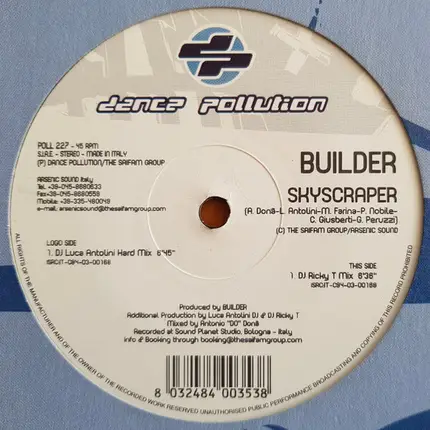 dance pollution
POLL 227 - 45 RPM
S.I.A.E. - STEREO - MADE IN ITALY
(P) DANCE POLLUTION/THE SAIFAM GROUP
ARSENIC SOUND Italy
Tel. +39-045-8680633
Fax+39-045-8680559
Mobile: +39-335-460049
e-mail: arsenicsound@thesaifamgroup.com
BUILDER
SKYSCRAPER
(A. Donà-L. Antolini-M. Farina-P. Nobile-
C. Giusberti-G. Peruzzi)
(C) THE SAIFAM GROUP/ARSENIC SOUND
LOGO SIDE
1. DJ Luca Antolini Hard Mix 6'45"
THIS SIDE
1. DJ Ricky T Mix 6'36"
Produced by BUILDER
Additional Production by Luca Antolini DJ & DJ Ricky T
Mixed by Antonio "DO" Donà
Recorded at Sound Planet Studio, Bologna - Italy
info & Booking through booking@thesaifamgroup.com
8 032484 003538
ALL RIGHTS OF THE MANUFACTURER AND OF THE OWNER OF THE RECORDED WORK RESERVED UNAUTHORISED PUBLIC PERFORMANCE BROADCASTING AND COPYING OF THIS